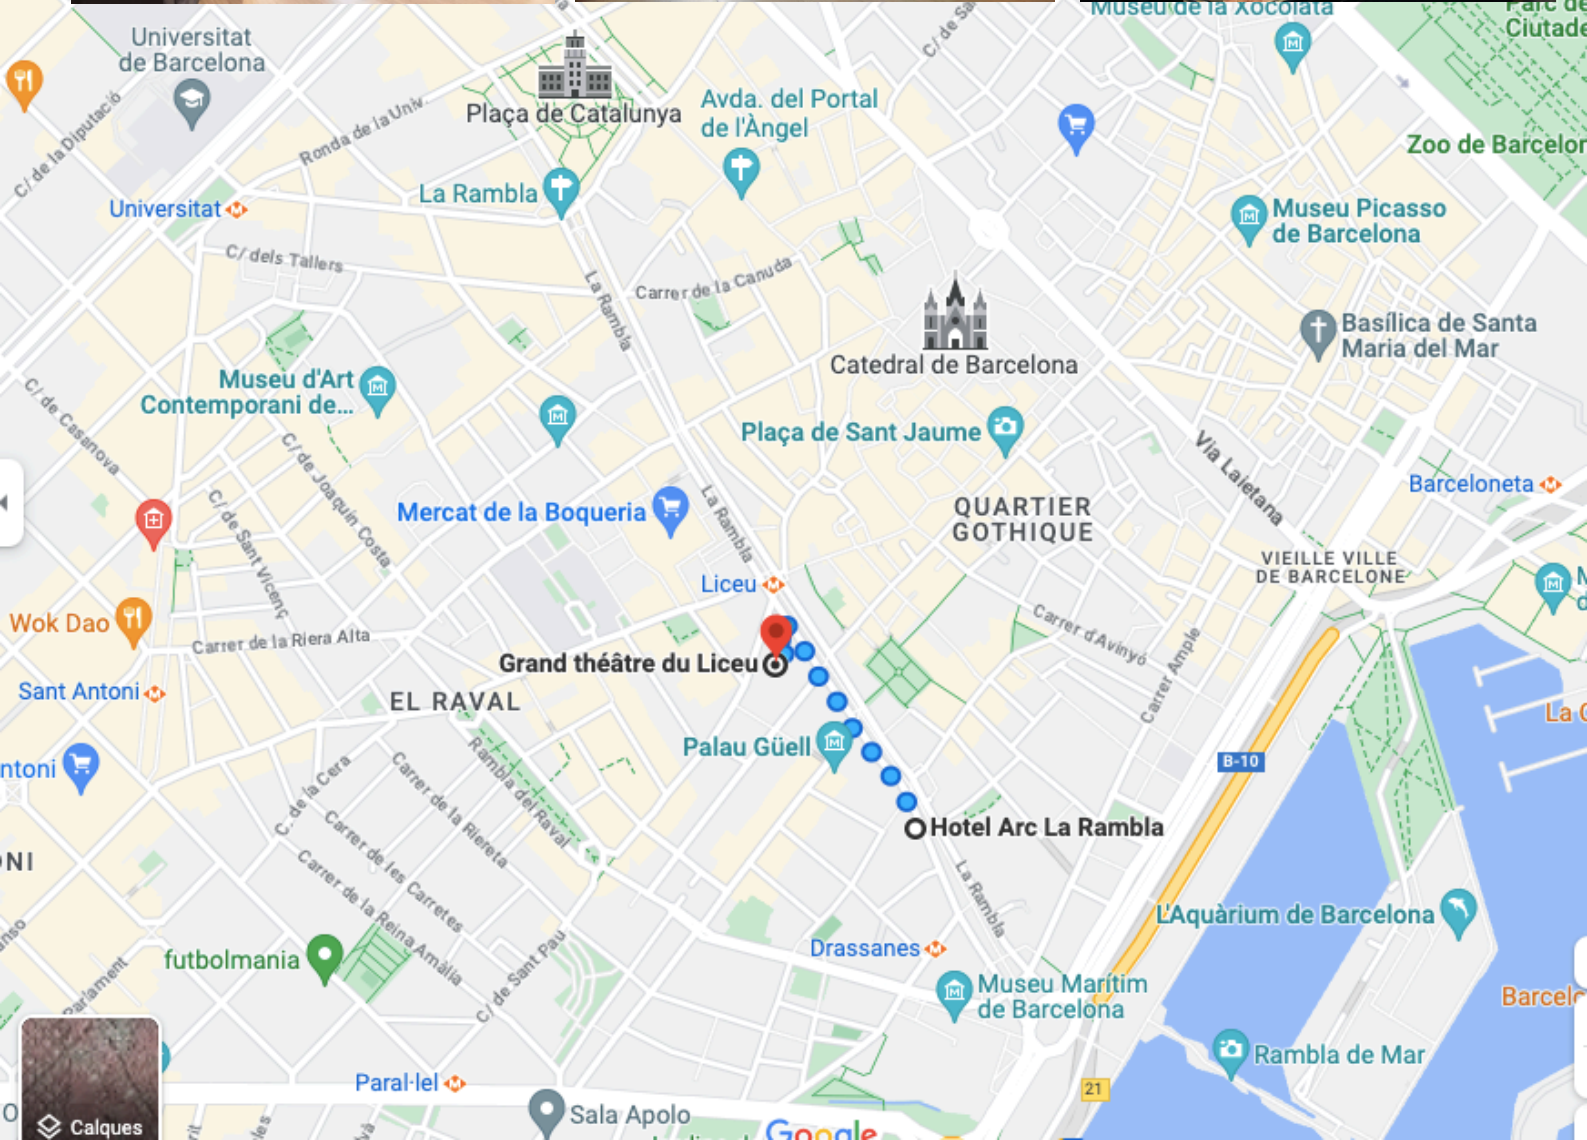 Museu de la Xocolata
Parc de
Ciutade
C/ de Sa
Universitat
de Barcelona
Plaça de Catalunya
Avda. del Portal
de l'Àngel
C/ de la Diputació
Ronda de la Univ.
Zoo de Barcelon
La Rambla
Universitat
Museu Picasso
de Barcelona
C/ dels Tallers
Carrer de la Canuda
La Rambla
Basílica de Santa
Maria del Mar
Catedral de Barcelona
Museu d'Art
Contemporani de...
C/ de Casanova
Plaça de Sant Jaume
Via Laietana
C/ de Joaquín Costa
Barceloneta
Mercat de la Boqueria
La Rambla
QUARTIER
GOTHIQUE
C/ de Sant Vicenç
VIEILLE VILLE
DE BARCELONE
Liceu
M
d
Wok Dao
Carrer de la Riera Alta
Carrer d'Avinyó
Carrer Ample
Grand théâtre du Liceu
Sant Antoni
EL RAVAL
La
Palau Güell
B-10
ntoni
Rambla del Raval
C. de la Cera
Carrer de la Riereta
Hotel Arc La Rambla
Carrer de les Carretes
ONI
Carrer de la Reina Amàlia
La Rambla
L'Aquàrium de Barcelona
Drassanes
futbolmania
C/ de Sant Pau
Museu Marítim
de Barcelona
Parlament
Barcelo
Rambla de Mar
Paral·lel
21
Sala Apolo
Calques
Google